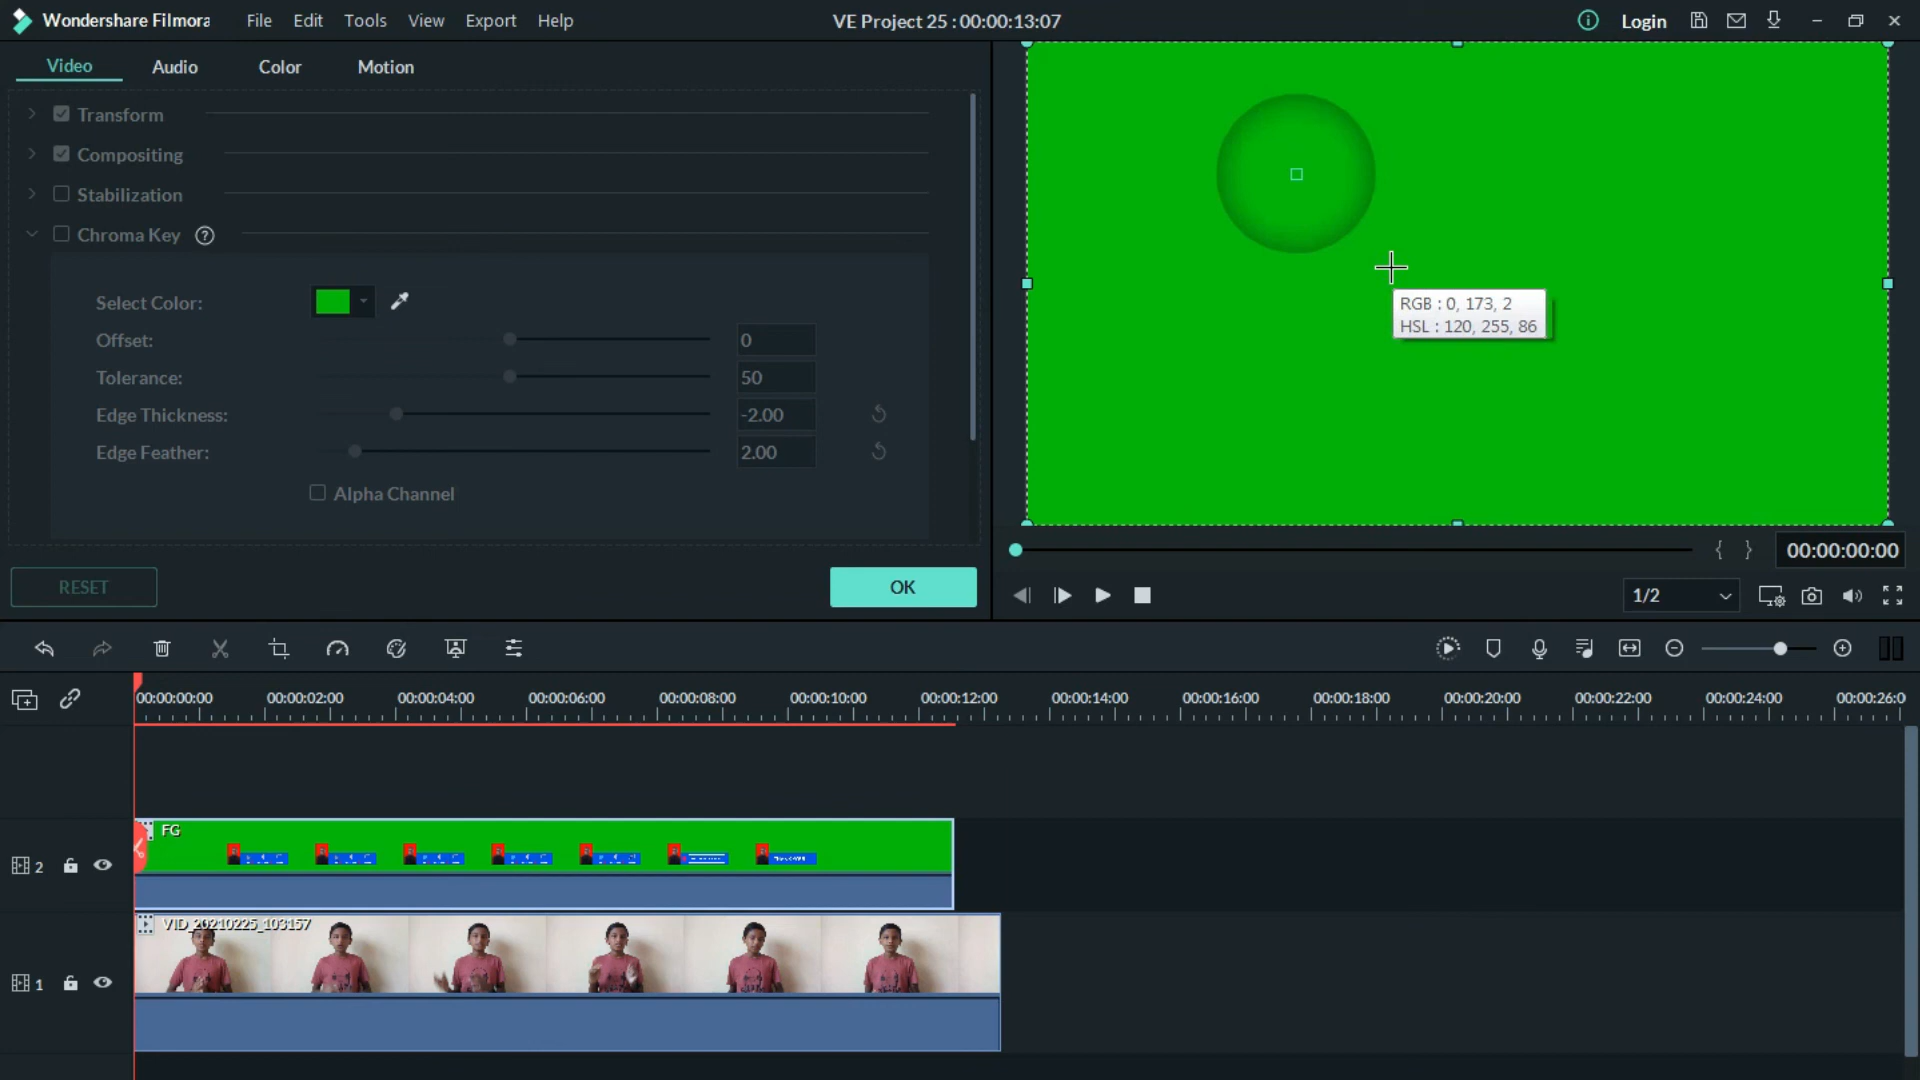 Wondershare Filmora File Edit Tools View Export Help VE Project 25 : 00:00:13:07 Login
Video Audio Color Motion
Transform
Compositing
Stabilization
Chroma Key ?
Select Color:
Offset: 0
Tolerance: 50
Edge Thickness: -2.00
Edge Feather: 2.00
Alpha Channel
RESET OK
RGB : 0, 173, 2
HSL : 120, 255, 86
{ } 00:00:00:00
1/2
00:00:00:00 00:00:02:00 00:00:04:00 00:00:06:00 00:00:08:00 00:00:10:00 00:00:12:00 00:00:14:00 00:00:16:00 00:00:18:00 00:00:20:00 00:00:22:00 00:00:24:00 00:00:26:0
FG
2
VID_20210225_103157
1